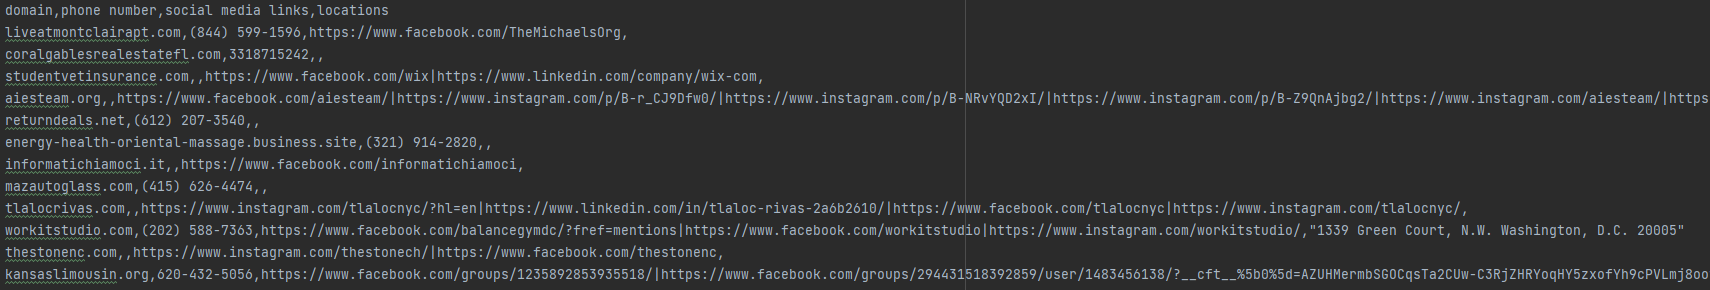 domain,phone number,social media links,locations
liveatmontclairapt.com,(844) 599-1596,https://www.facebook.com/TheMichaelsOrg,
coralgablesrealestatefl.com,3318715242,,
studentvetinsurance.com,,https://www.facebook.com/wix|https://www.linkedin.com/company/wix-com,
aiesteam.org,,https://www.facebook.com/aiesteam/|https://www.instagram.com/p/B-r_CJ9Dfw0/|https://www.instagram.com/p/B-NRvYQD2xI/|https://www.instagram.com/p/B-Z9QnAjbg2/|https://www.instagram.com/aiesteam/|https
returndeals.net,(612) 207-3540,,
energy-health-oriental-massage.business.site,(321) 914-2820,,
informatichiamoci.it,,https://www.facebook.com/informatichiamoci,
mazautoglass.com,(415) 626-4474,,
tlalocrivas.com,,https://www.instagram.com/tlalocnyc/?hl=en|https://www.linkedin.com/in/tlaloc-rivas-2a6b2610/|https://www.facebook.com/tlalocnyc|https://www.instagram.com/tlalocnyc/,
workitstudio.com,(202) 588-7363,https://www.facebook.com/balancegymdc/?fref=mentions|https://www.facebook.com/workitstudio|https://www.instagram.com/workitstudio/,"1339 Green Court, N.W. Washington, D.C. 20005"
thestonenc.com,,https://www.instagram.com/thestonech/|https://www.facebook.com/thestonenc,
kansaslimousin.org,620-432-5056,https://www.facebook.com/groups/1235892853935518/|https://www.facebook.com/groups/294431518392859/user/1483456138/?__cft__%5b0%5d=AZUHMermbSGOCqsTa2CUw-C3RjZHRYoqHY5zxofYh9cPVLmj8oo